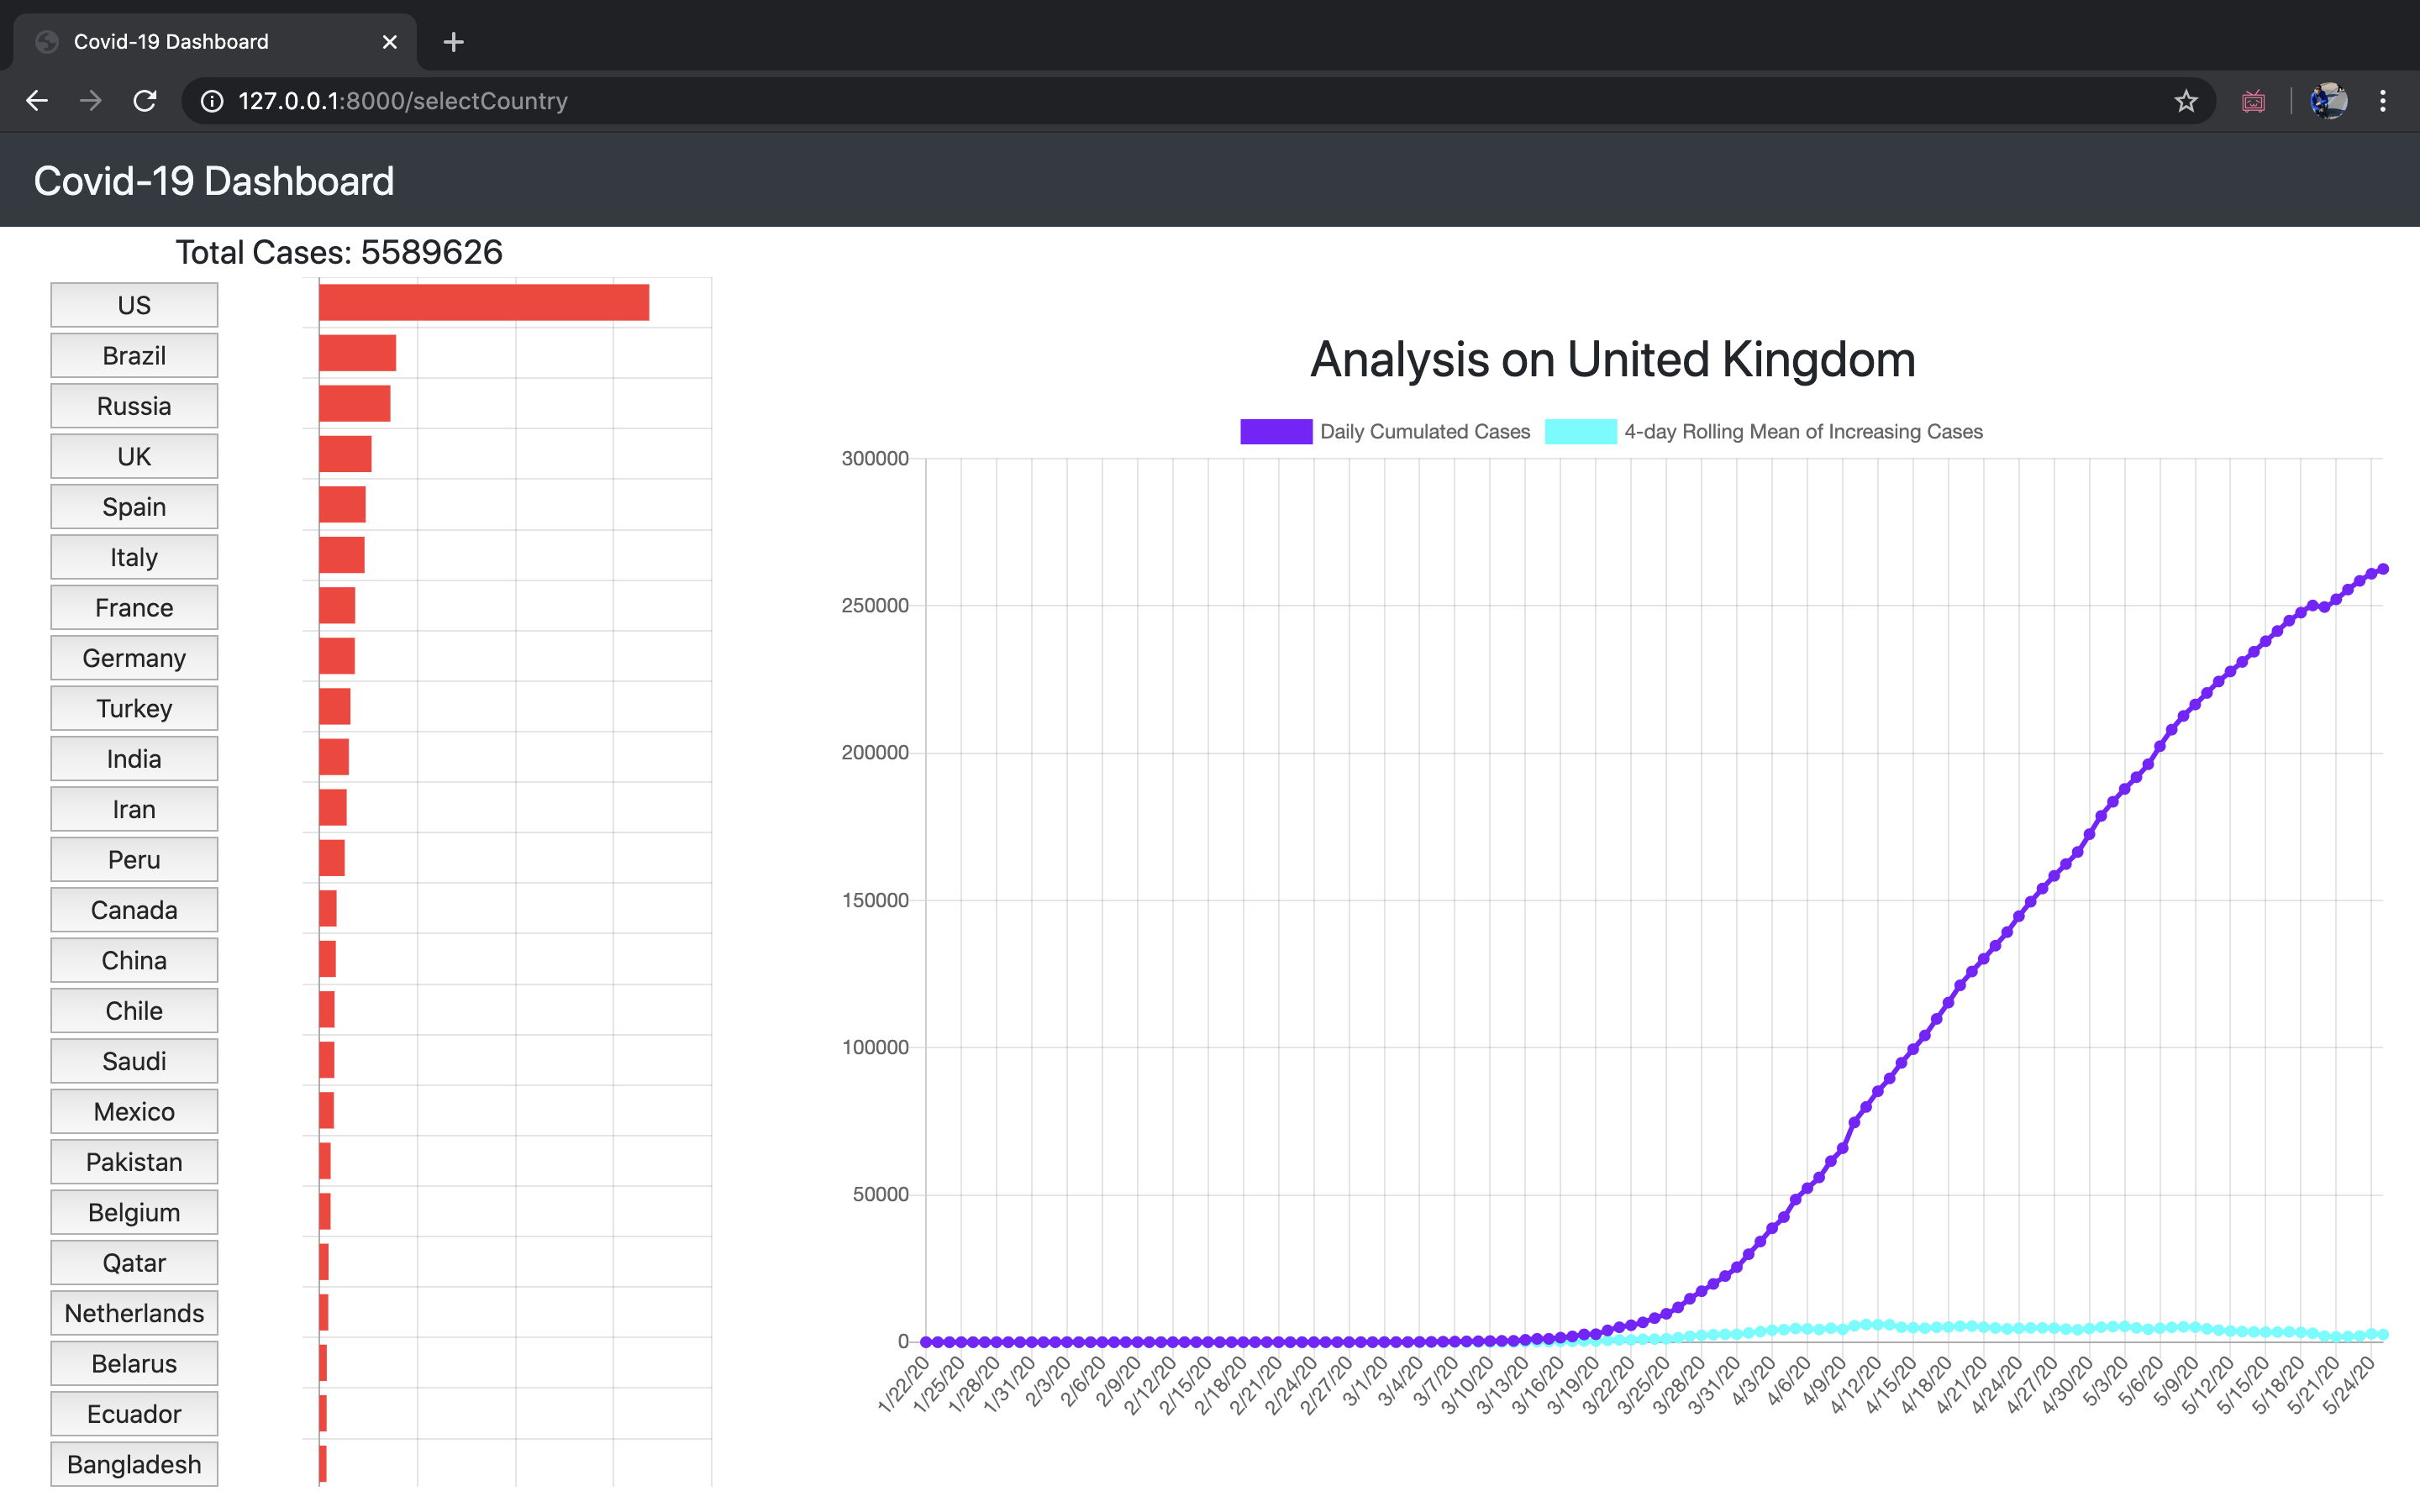 Covid-19 Dashboard
127.0.0.1:8000/selectCountry
Covid-19 Dashboard
Total Cases: 5589626
US
Brazil
Russia
UK
Spain
Italy
France
Germany
Turkey
India
Iran
Peru
Canada
China
Chile
Saudi
Mexico
Pakistan
Belgium
Qatar
Netherlands
Belarus
Ecuador
Bangladesh
Analysis on United Kingdom
Daily Cumulated Cases 4-day Rolling Mean of Increasing Cases
300000
250000
200000
150000
100000
50000
0
1/22/20 1/25/20 1/28/20 1/31/20 2/3/20 2/6/20 2/9/20 2/12/20 2/15/20 2/18/20 2/21/20 2/24/20 2/27/20 3/1/20 3/4/20 3/7/20 3/10/20 3/13/20 3/16/20 3/19/20 3/22/20 3/25/20 3/28/20 3/31/20 4/3/20 4/6/20 4/9/20 4/12/20 4/15/20 4/18/20 4/21/20 4/24/20 4/27/20 4/30/20 5/3/20 5/6/20 5/9/20 5/12/20 5/15/20 5/18/20 5/21/20 5/24/20